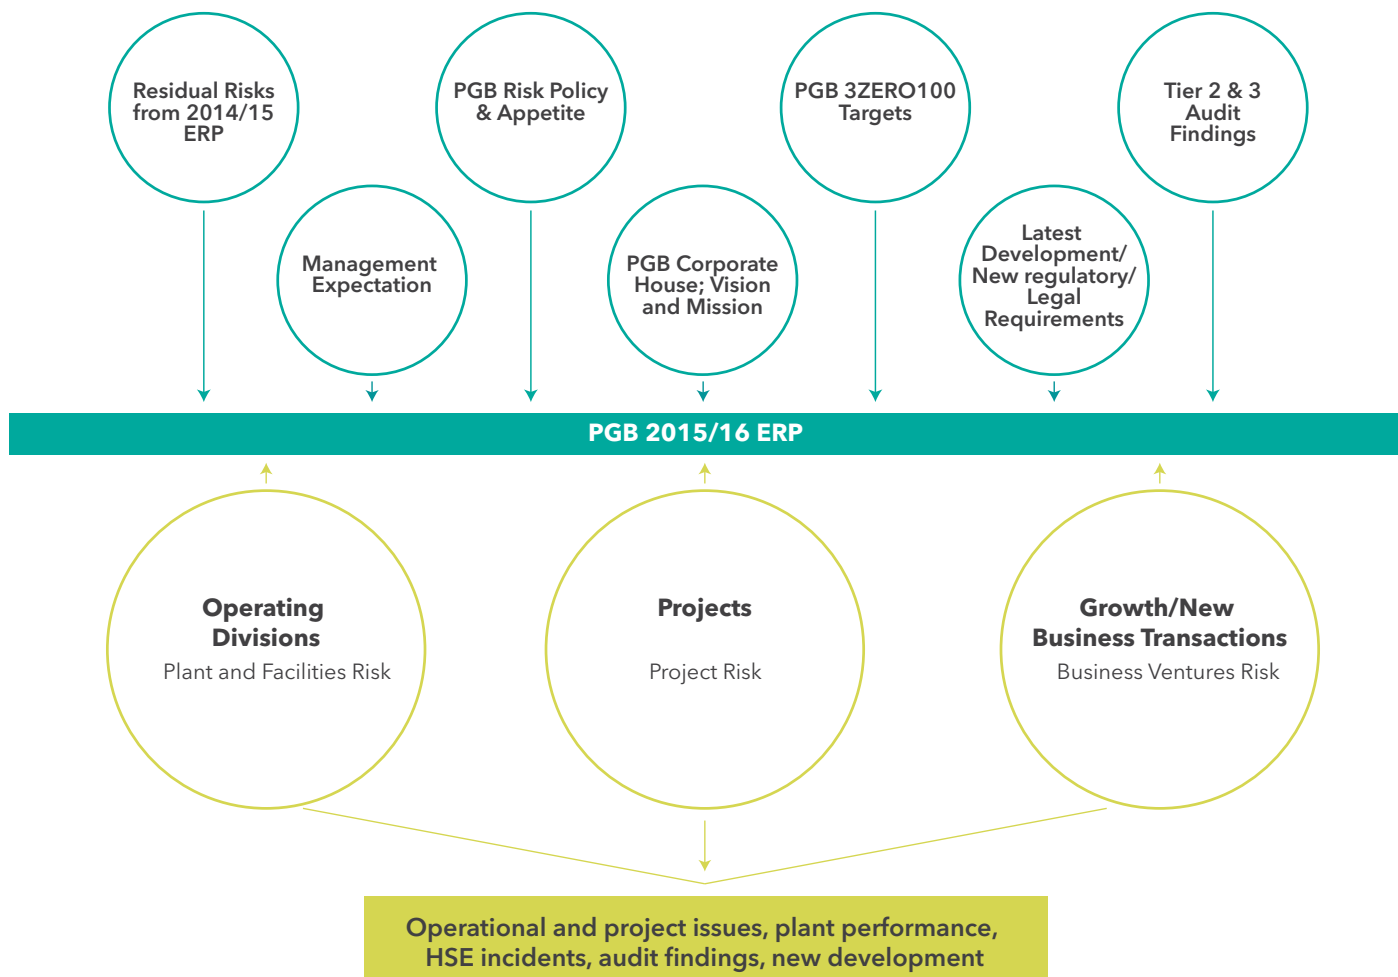 Residual Risks
from 2014/15
ERP
PGB Risk Policy
& Appetite
PGB 3ZERO100
Targets
Tier 2 & 3
Audit
Findings
Management
Expectation
PGB Corporate
House; Vision
and Mission
Latest
Development/
New regulatory/
Legal
Requirements
PGB 2015/16 ERP
Operating
Divisions
Plant and Facilities Risk
Projects
Project Risk
Growth/New
Business Transactions
Business Ventures Risk
Operational and project issues, plant performance,
HSE incidents, audit findings, new development